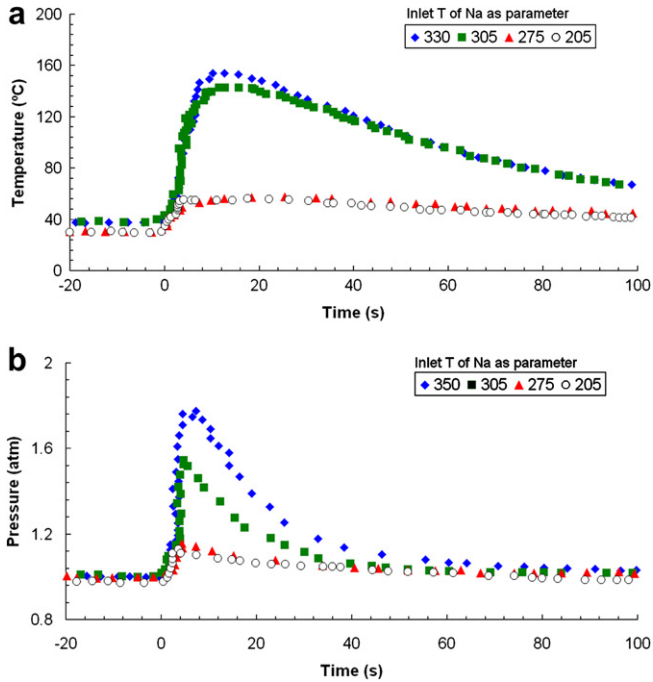 a
Inlet T of Na as parameter
330 305 275 205
200
160
120
80
40
0
Temperature (ºC)
-20 0 20 40 60 80 100
Time (s)
b
Inlet T of Na as parameter
350 305 275 205
2
1.6
1.2
0.8
Pressure (atm)
-20 0 20 40 60 80 100
Time (s)